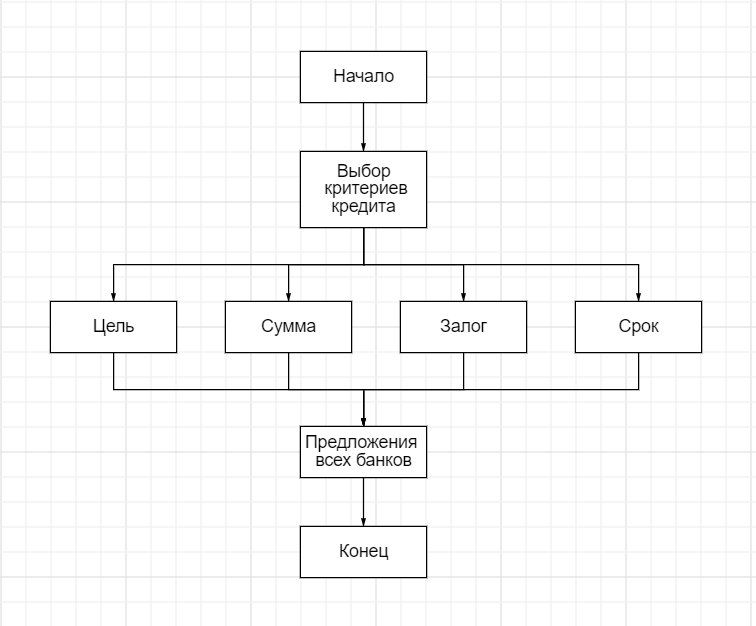 Начало
Выбор
критериев
кредита
Цель
Сумма
Залог
Срок
Предложения
всех банков
Конец